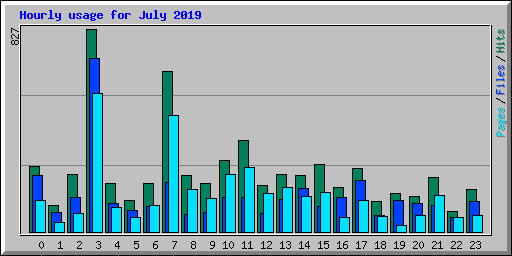 Hourly usage for July 2019
827
Pages / Files / Hits
0 1 2 3 4 5 6 7 8 9 10 11 12 13 14 15 16 17 18 19 20 21 22 23